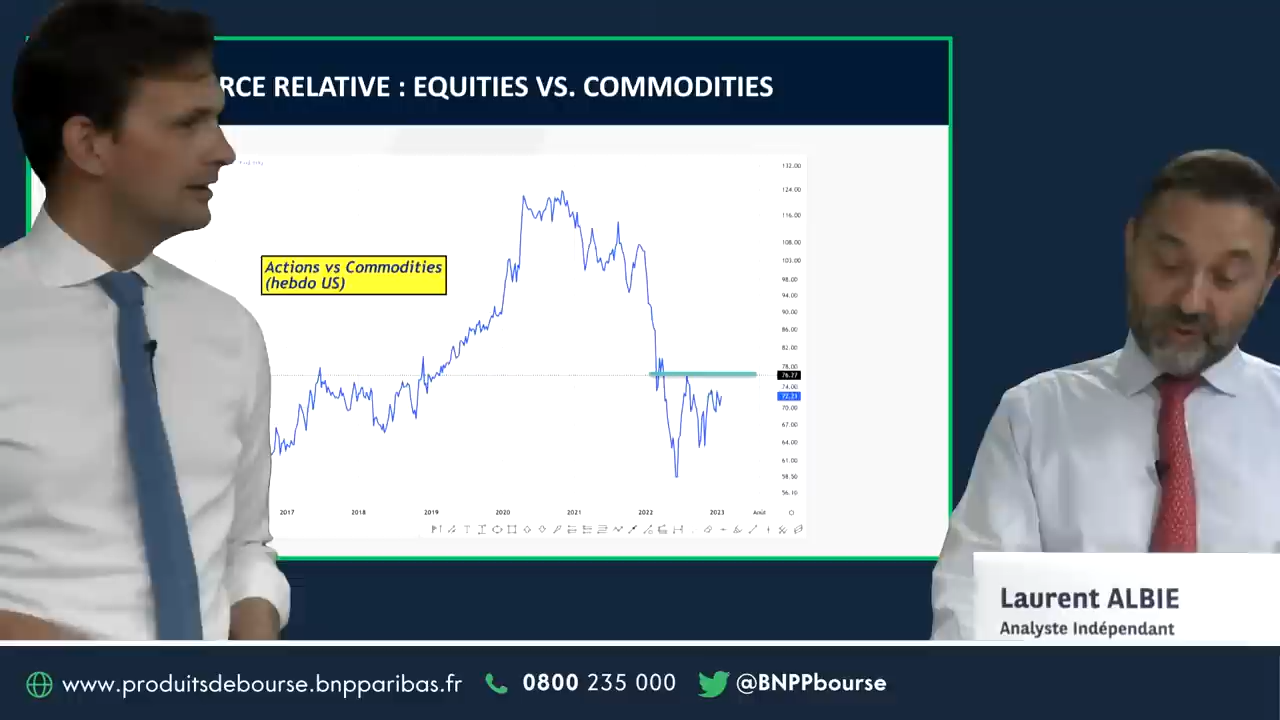 RCE RELATIVE : EQUITIES VS. COMMODITIES
Actions vs Commodities
(hebdo US)
132.00
124.00
116.00
108.00
103.00
98.00
94.00
90.00
86.00
82.00
78.00
76.77
74.00
72.21
70.00
67.00
64.00
61.00
58.50
56.10
2017 2018 2019 2020 2021 2022 2023 Août
Laurent ALBIE
Analyste Indépendant
www.produitsdebourse.bnpparibas.fr 0800 235 000 @BNPPbourse